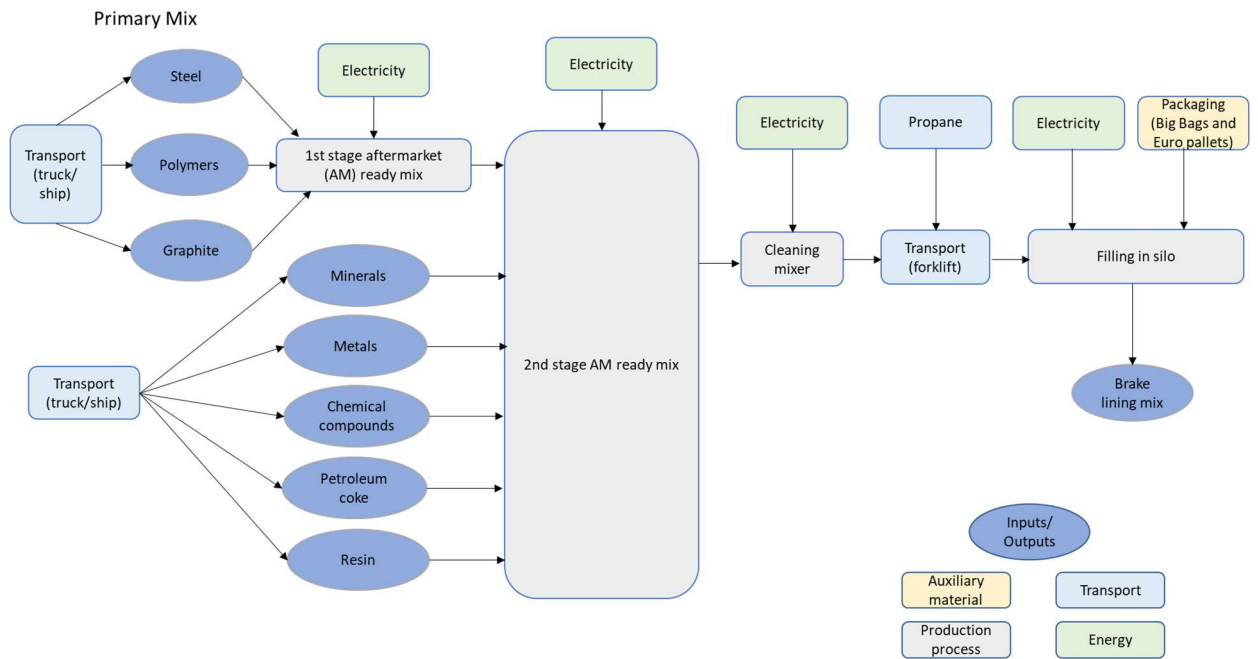 Primary Mix
Steel
Electricity
Electricity
Electricity
Propane
Electricity
Packaging
(Big Bags and
Euro pallets)
Transport
(truck/
ship)
Polymers
1st stage aftermarket
(AM) ready mix
Graphite
Cleaning
mixer
Transport
(forklift)
Filling in silo
Minerals
Metals
2nd stage AM ready mix
Transport
(truck/ship)
Chemical
compounds
Brake
lining mix
Petroleum
coke
Resin
Inputs/
Outputs
Auxiliary
material
Transport
Production
process
Energy